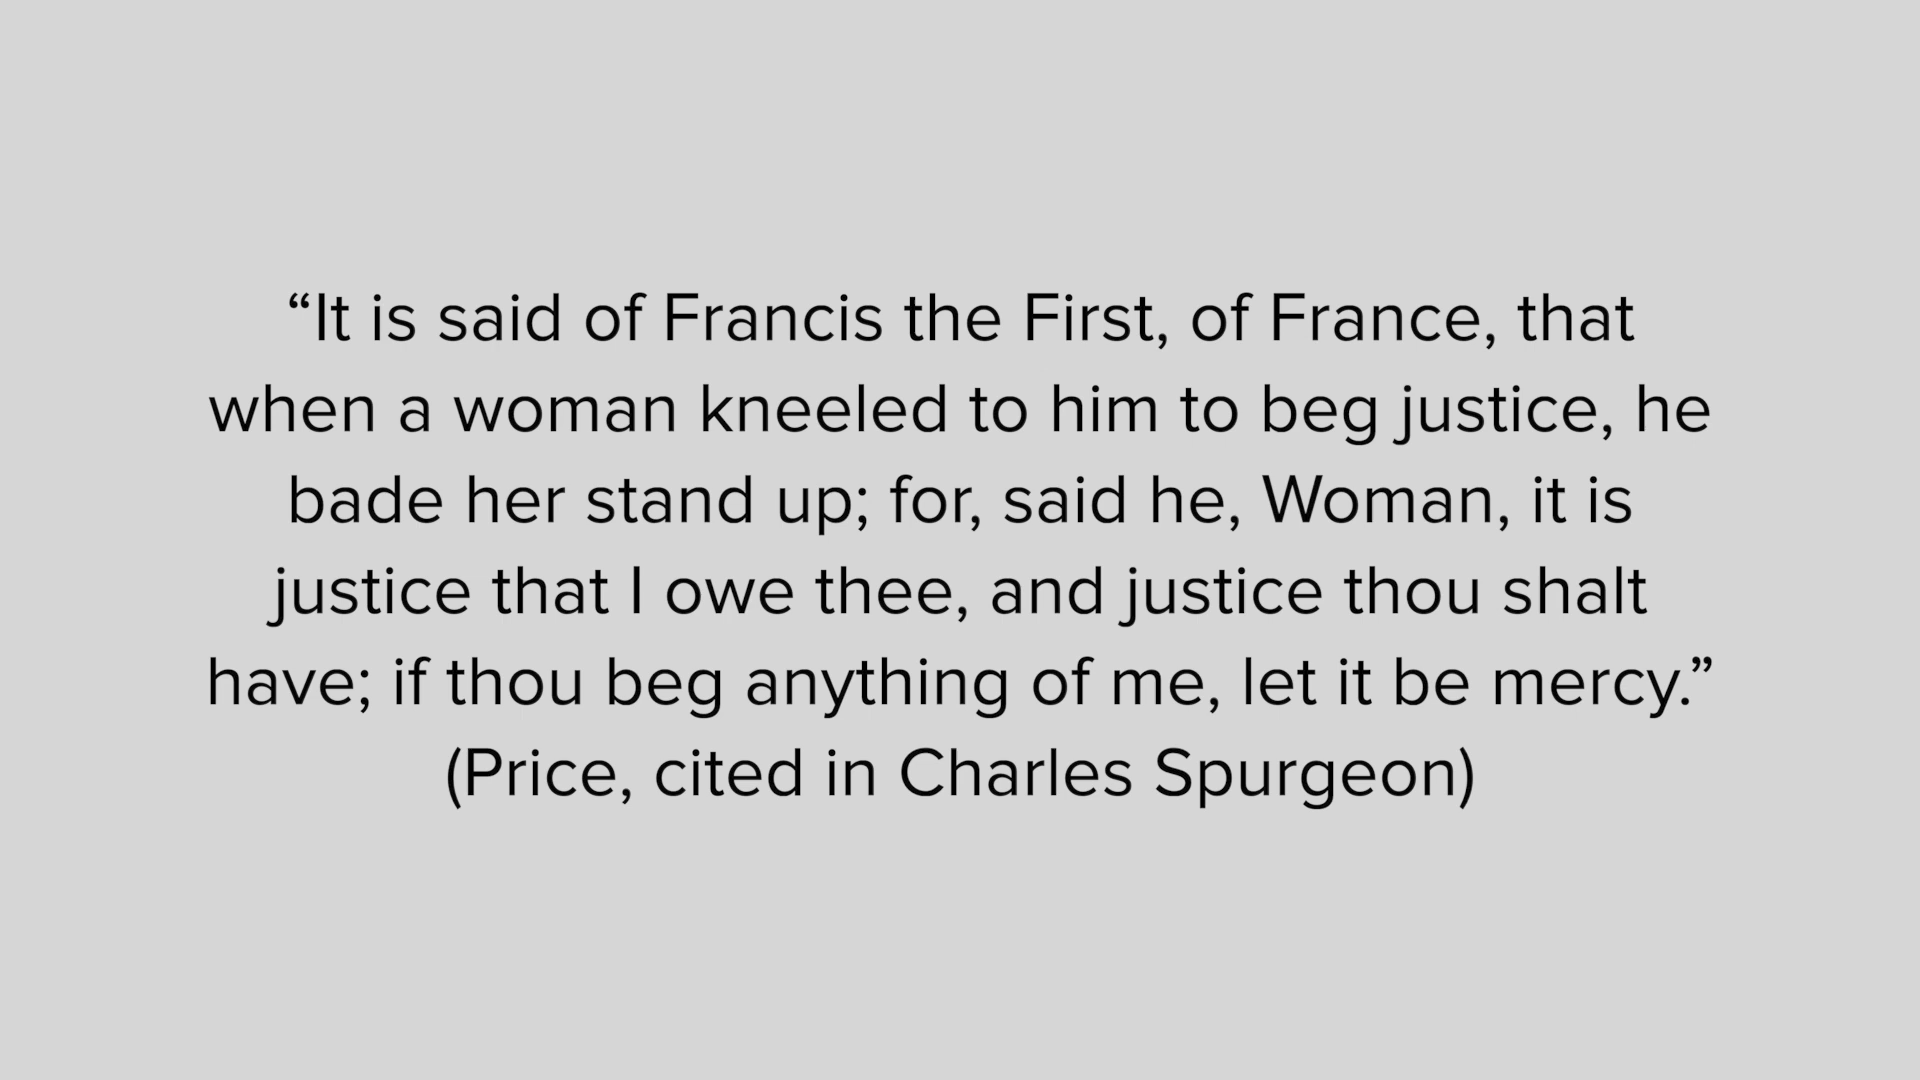 “It is said of Francis the First, of France, that
when a woman kneeled to him to beg justice, he
bade her stand up; for, said he, Woman, it is
justice that I owe thee, and justice thou shalt
have; if thou beg anything of me, let it be mercy.”
(Price, cited in Charles Spurgeon)